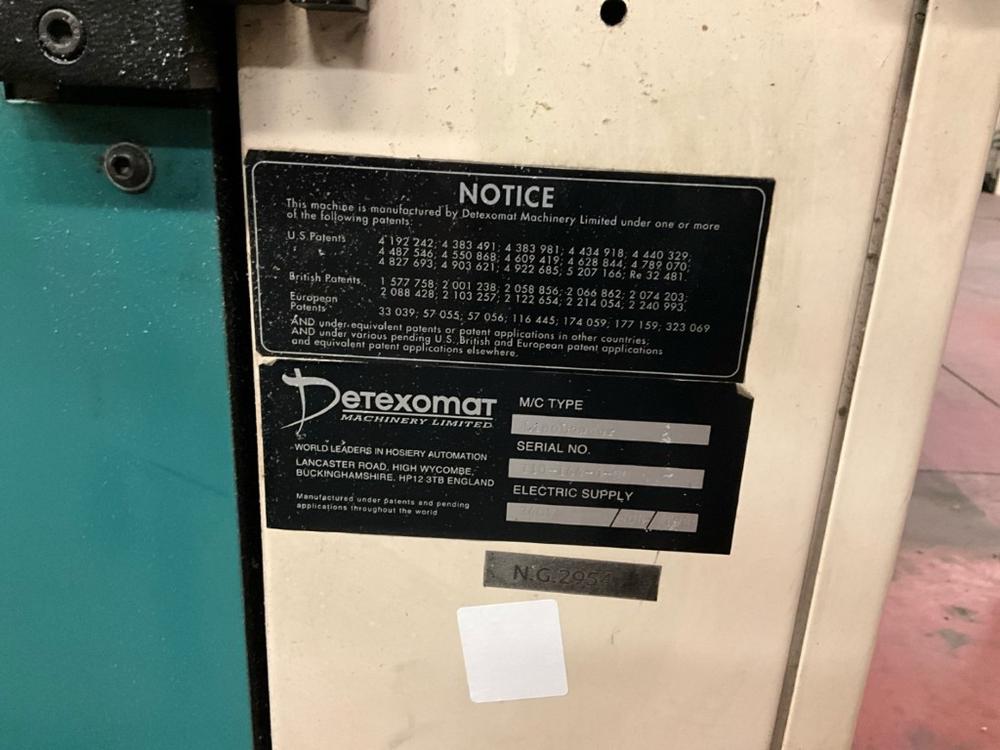 NOTICE
This machine is manufactured by Detexomat Machinery Limited under one or more
of the following patents:
U.S. Patents 4 192 242; 4 383 491; 4 383 981; 4 434 918; 4 440 329;
4 487 546; 4 550 868; 4 609 419; 4 628 844; 4 789 070;
4 827 693; 4 903 621; 4 922 685; 5 207 166; Re 32 481.
British Patents 1 577 758; 2 001 238; 2 058 856; 2 066 862; 2 074 203;
2 088 428; 2 103 257; 2 122 654; 2 214 054; 2 240 993.
European
Patents 33 039; 57 055; 57 056; 116 445; 174 059; 177 159; 323 069
AND under equivalent patents or patent applications in other countries;
AND under various pending U.S., British and European patent applications
and equivalent patent applications elsewhere.
DETEXOMAT
MACHINERY LIMITED
WORLD LEADERS IN HOSIERY AUTOMATION
LANCASTER ROAD, HIGH WYCOMBE,
BUCKINGHAMSHIRE. HP12 3TB ENGLAND
Manufactured under patents and pending
applications throughout the world
M/C TYPE
SERIAL NO.
ELECTRIC SUPPLY
N.G.2954